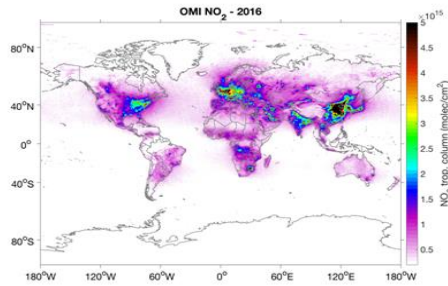 OMI NO2 - 2016
×10^15
80°N
40°N
0°
40°S
80°S
180°W
120°W
60°W
0°
60°E
120°E
180°W
5
4.5
4
3.5
3
2.5
2
1.5
1
0.5
NO2 trop. column (molec/cm2)